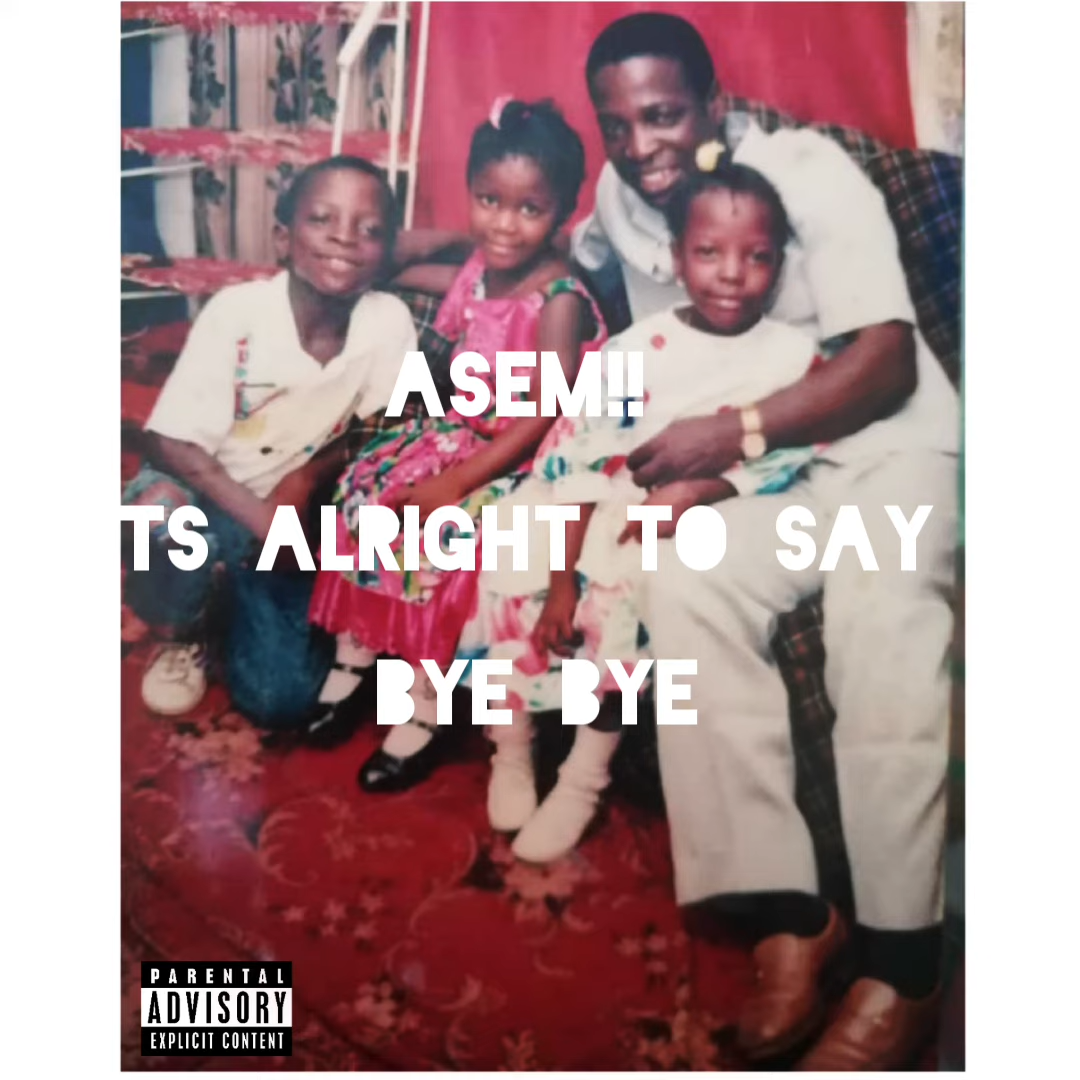 ASEM!!
TS ALRIGHT TO SAY
BYE BYE
PARENTAL
ADVISORY
EXPLICIT CONTENT